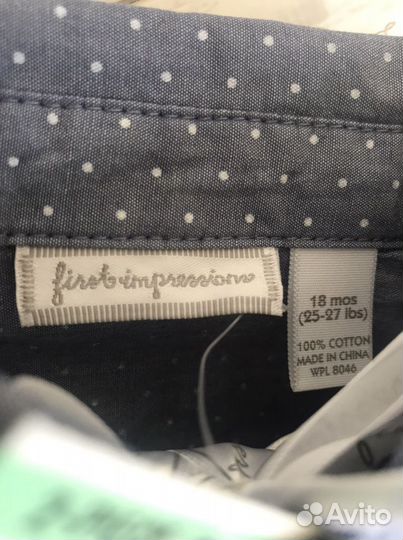 first impressions
18 mos
(25-27 lbs)
100% COTTON
MADE IN CHINA
WPL 8046
Avito